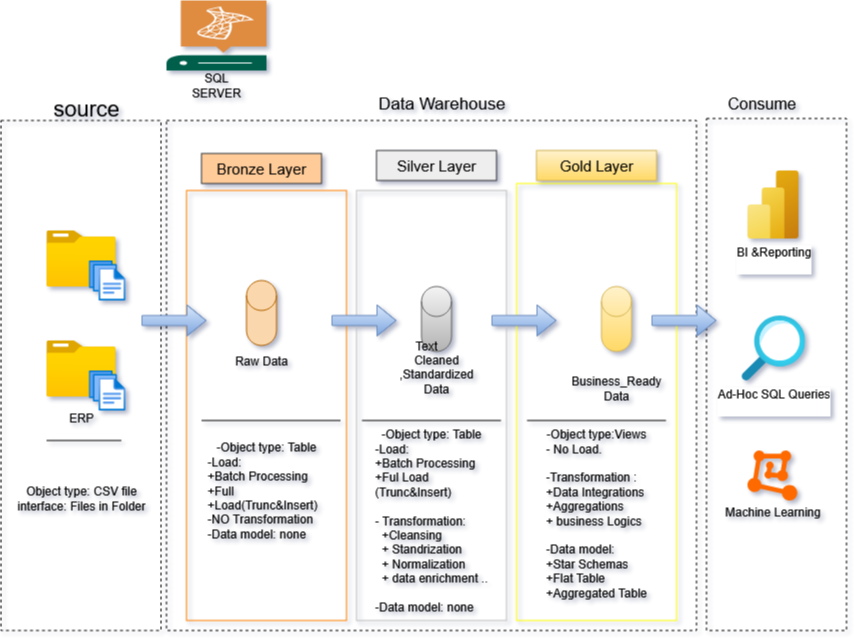 SQL
SERVER
source
Data Warehouse
Consume
Bronze Layer
Silver Layer
Gold Layer
ERP
Object type: CSV file
interface: Files in Folder
Raw Data
-Object type: Table
-Load:
+Batch Processing
+Full
+Load(Trunc&Insert)
-NO Transformation
-Data model: none
Text
Cleaned
,Standardized
Data
-Object type: Table
-Load:
+Batch Processing
+Ful Load
(Trunc&Insert)
- Transformation:
+Cleansing
+ Standrization
+ Normalization
+ data enrichment ..
-Data model: none
Business_Ready
Data
-Object type:Views
- No Load.
-Transformation :
+Data Integrations
+Aggregations
+ business Logics
-Data model:
+Star Schemas
+Flat Table
+Aggregated Table
BI &Reporting
Ad-Hoc SQL Queries
Machine Learning